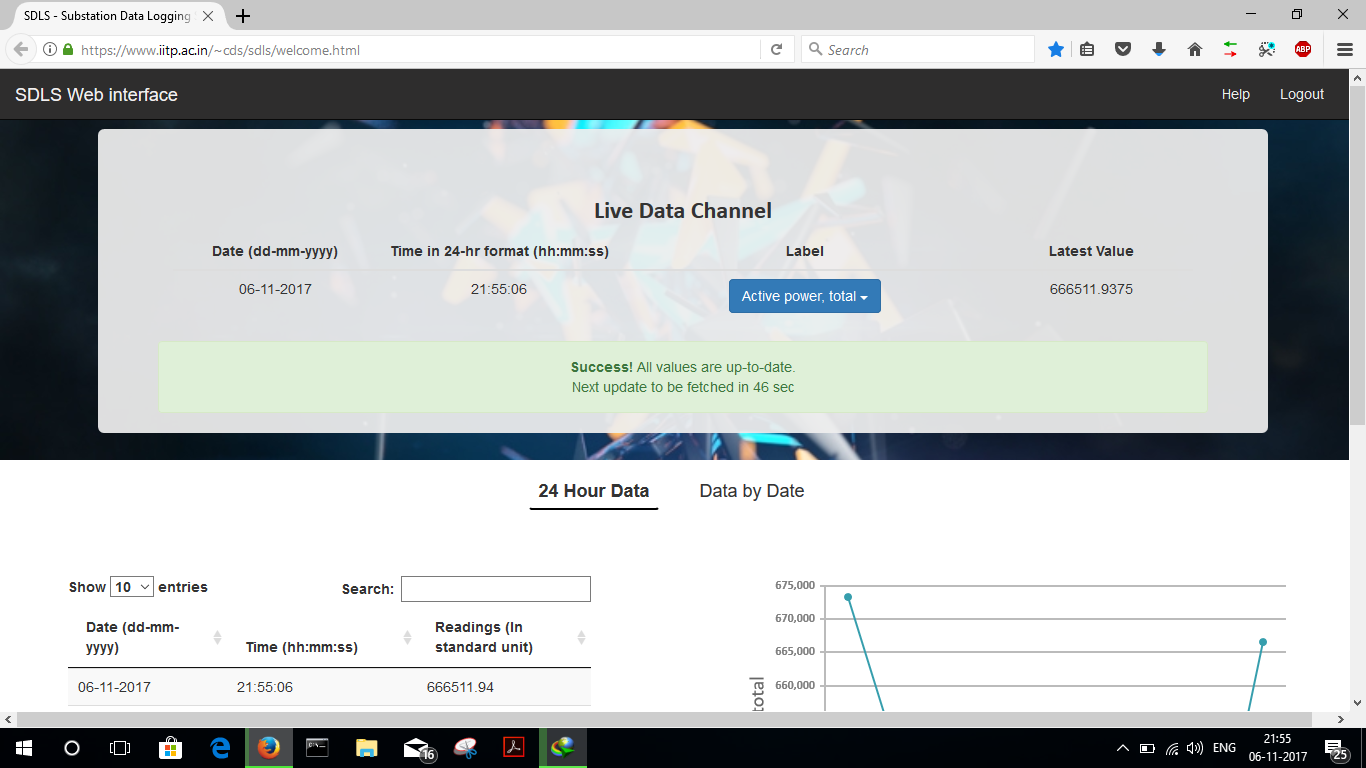 SDLS - Substation Data Logging
https://www.iitp.ac.in/~cds/sdls/welcome.html
Search
ABP
SDLS Web interface
Help
Logout
Live Data Channel
Date (dd-mm-yyyy)
Time in 24-hr format (hh:mm:ss)
Label
Latest Value
06-11-2017
21:55:06
Active power, total
666511.9375
Success! All values are up-to-date.
Next update to be fetched in 46 sec
24 Hour Data
Data by Date
Show 10 entries
Search:
Date (dd-mm-
yyyy)
Time (hh:mm:ss)
Readings (In
standard unit)
06-11-2017
21:55:06
666511.94
675,000
670,000
665,000
660,000
total
16
ENG
21:55
06-11-2017
25